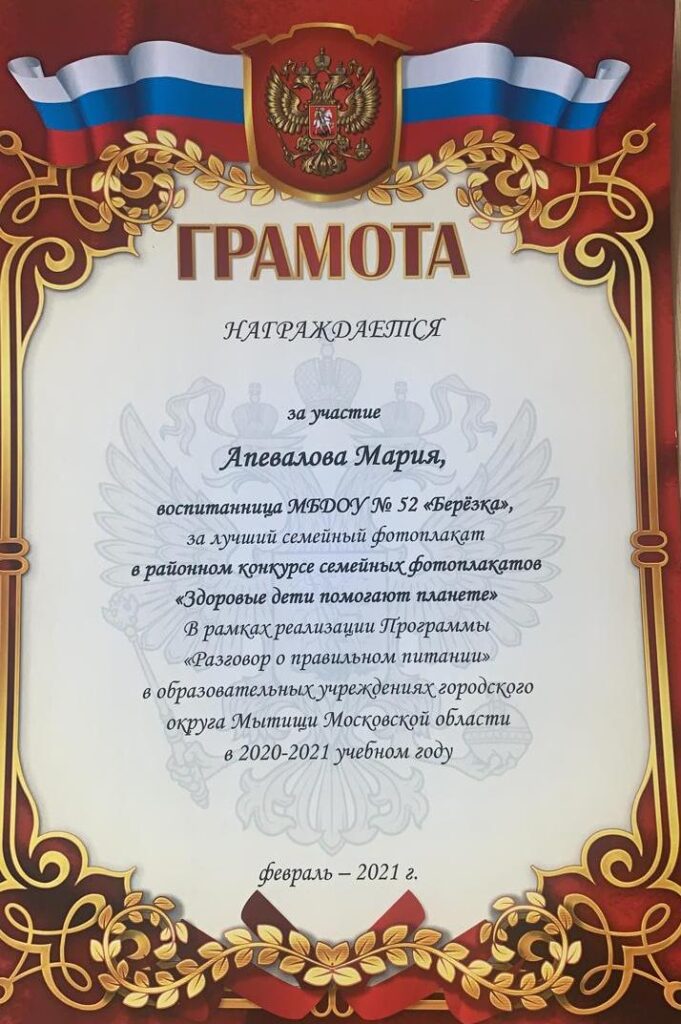 ГРАМОТА
НАГРАЖДАЕТСЯ
за участие
Апевалова Мария,
воспитанница МБДОУ № 52 «Берёзка»,
за лучший семейный фотоплакат
в районном конкурсе семейных фотоплакатов
«Здоровые дети помогают планете»
В рамках реализации Программы
«Разговор о правильном питании»
в образовательных учреждениях городского
округа Мытищи Московской области
в 2020-2021 учебном году
февраль – 2021 г.